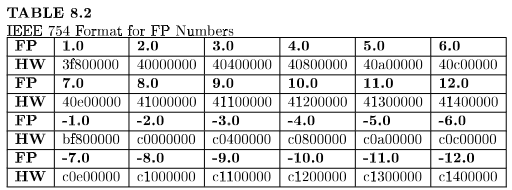 TABLE 8.2
IEEE 754 Format for FP Numbers
FP 1.0 2.0 3.0 4.0 5.0 6.0
HW 3f800000 40000000 40400000 40800000 40a00000 40c00000
FP 7.0 8.0 9.0 10.0 11.0 12.0
HW 40e00000 41000000 41100000 41200000 41300000 41400000
FP -1.0 -2.0 -3.0 -4.0 -5.0 -6.0
HW bf800000 c0000000 c0400000 c0800000 c0a00000 c0c00000
FP -7.0 -8.0 -9.0 -10.0 -11.0 -12.0
HW c0e00000 c1000000 c1100000 c1200000 c1300000 c1400000